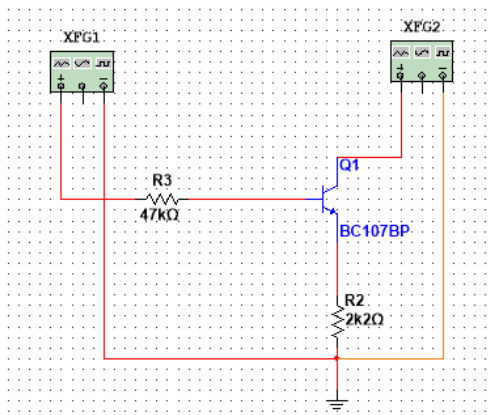 XFG1
XFG2
+
−
+
−
Q1
R3
47kΩ
BC107BP
R2
2k2Ω